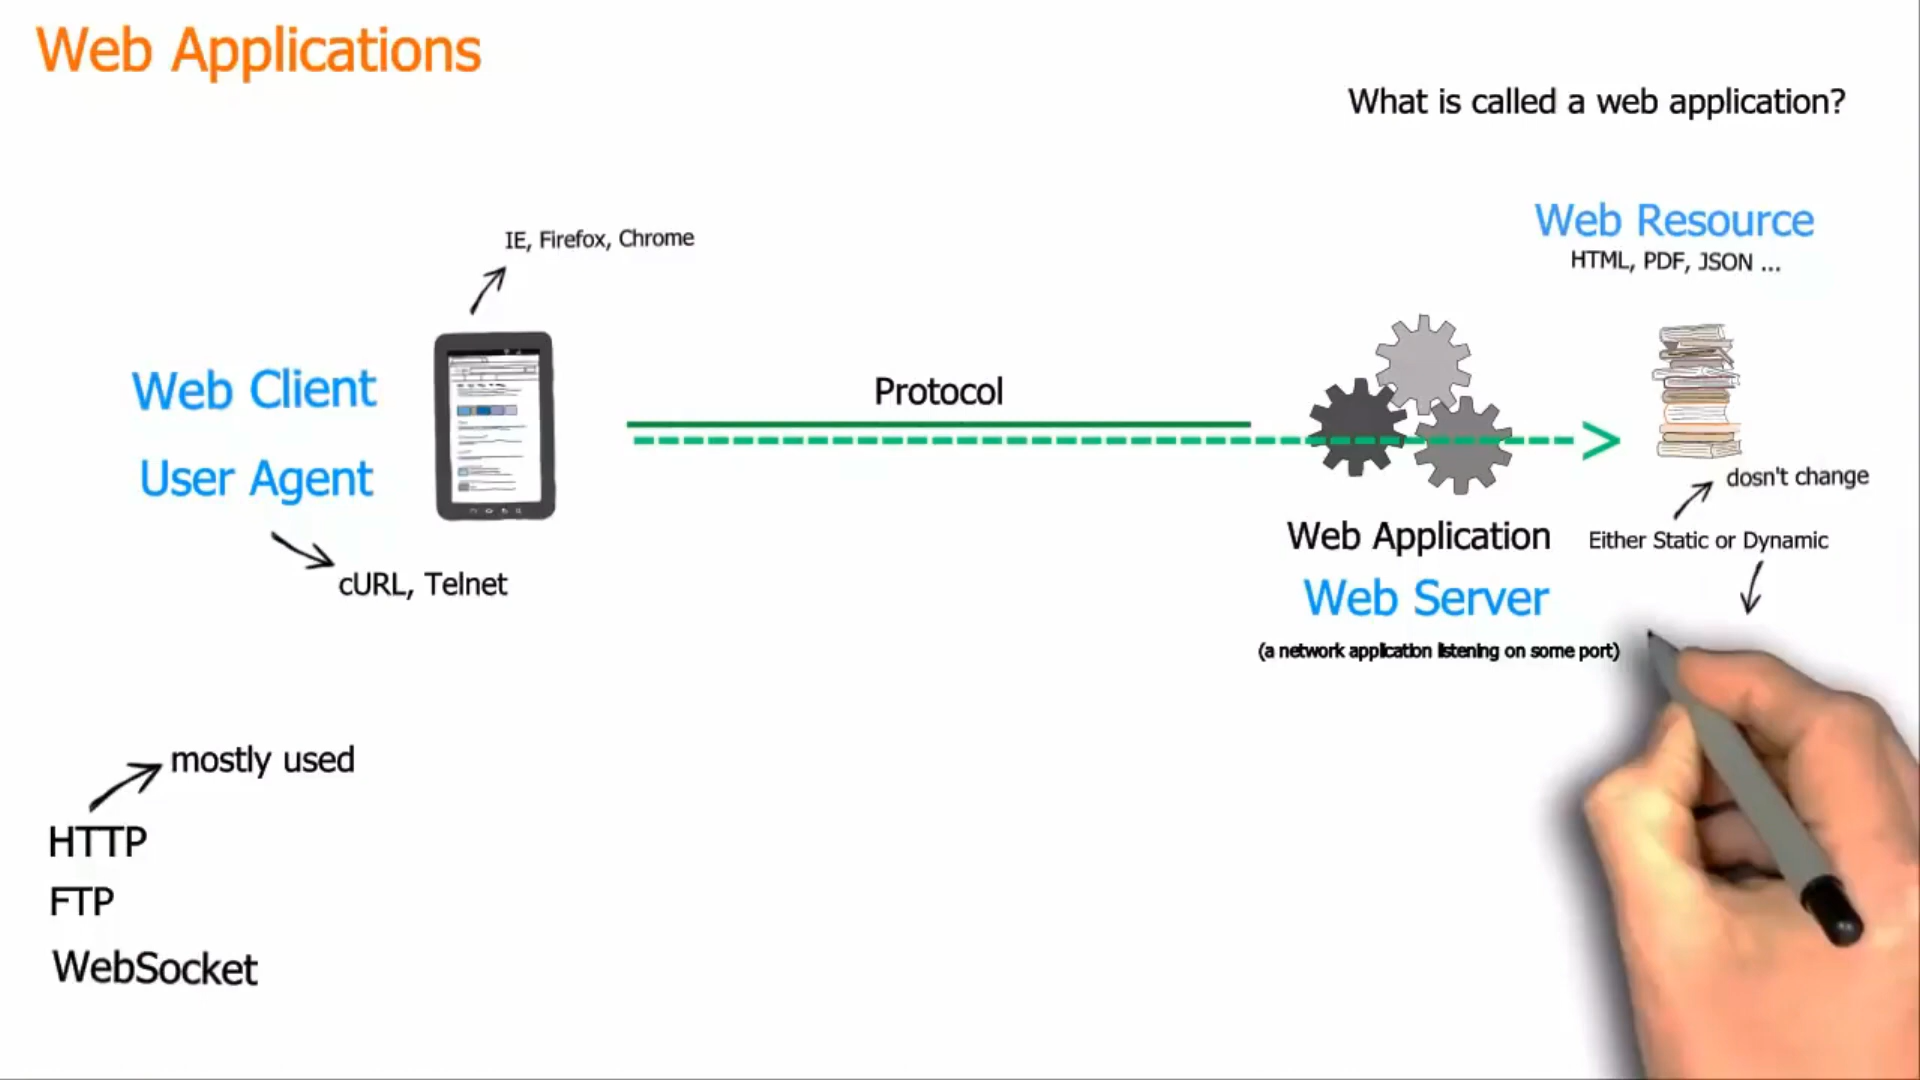 Web Applications
What is called a web application?
Web Resource
HTML, PDF, JSON ...
IE, Firefox, Chrome
Web Client
User Agent
cURL, Telnet
Protocol
dosn't change
Web Application
Either Static or Dynamic
Web Server
(a network application listening on some port)
mostly used
HTTP
FTP
WebSocket